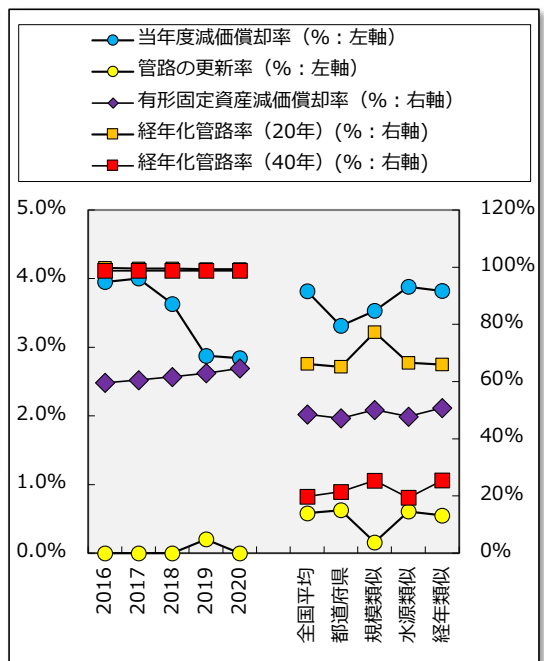 当年度減価償却率（%：左軸）
管路の更新率（%：左軸）
有形固定資産減価償却率（%：右軸）
経年化管路率（20年）(%：右軸)
経年化管路率（40年）(%：右軸)
5.0%
4.0%
3.0%
2.0%
1.0%
0.0%
120%
100%
80%
60%
40%
20%
0%
2016
2017
2018
2019
2020
全国平均
都道府県
規模類似
水源類似
経年類似